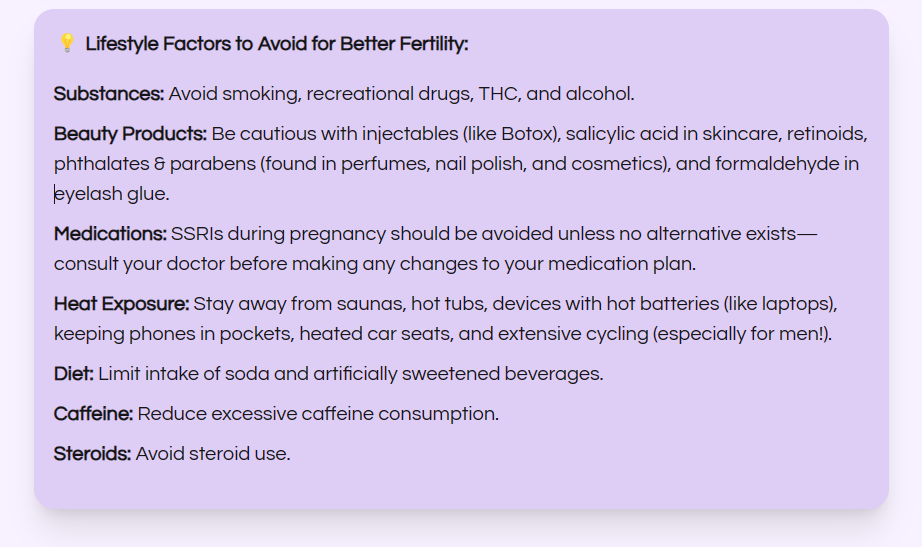 💡 Lifestyle Factors to Avoid for Better Fertility:
Substances: Avoid smoking, recreational drugs, THC, and alcohol.
Beauty Products: Be cautious with injectables (like Botox), salicylic acid in skincare, retinoids,
phthalates & parabens (found in perfumes, nail polish, and cosmetics), and formaldehyde in
eyelash glue.
Medications: SSRIs during pregnancy should be avoided unless no alternative exists—
consult your doctor before making any changes to your medication plan.
Heat Exposure: Stay away from saunas, hot tubs, devices with hot batteries (like laptops),
keeping phones in pockets, heated car seats, and extensive cycling (especially for men!).
Diet: Limit intake of soda and artificially sweetened beverages.
Caffeine: Reduce excessive caffeine consumption.
Steroids: Avoid steroid use.